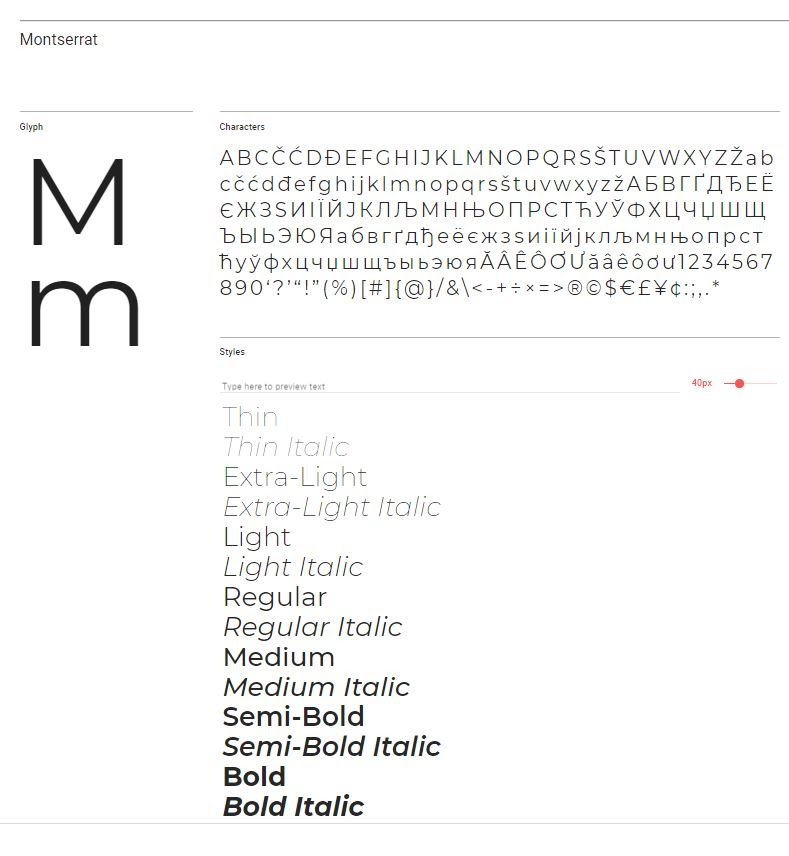 Montserrat
Glyph
M
m
Characters
ABCČĆDĐEFGHIJKLMNOPQRSŠTUVWXYZŽab
cčćdđefghijklmnopqrsštuvwxyzžАБВГҐДЂЕЁ
ЄЖЗЅИІЇЙЈКЛЉМНЊОПРСТЋУЎФХЦЧЏШЩ
ЪЫЬЭЮЯабвгґдђеёєжзѕиіїйјклљмнњопрст
ћуўфхцчџшщъыьэюяĂÂÊÔƠƯăâêôơư1234567
890‘?’“!”(%)[#]{@}/&\<-+÷×=>®©$€£¥¢:;,.*
Styles
Type here to preview text
40px
Thin
Thin Italic
Extra-Light
Extra-Light Italic
Light
Light Italic
Regular
Regular Italic
Medium
Medium Italic
Semi-Bold
Semi-Bold Italic
Bold
Bold Italic